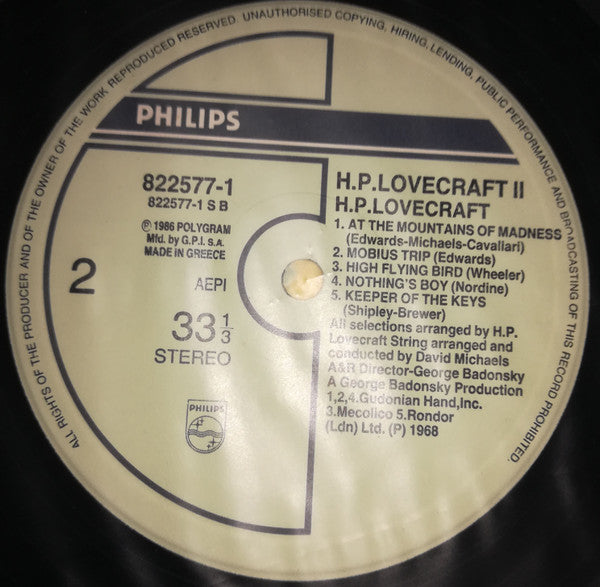 ALL RIGHTS OF THE PRODUCER AND OF THE OWNER OF THE WORK REPRODUCED RESERVED. UNAUTHORISED COPYING, HIRING, LENDING, PUBLIC PERFORMANCE AND BROADCASTING OF THIS RECORD PROHIBITED.
PHILIPS
822577-1
822577-1 S B
℗ 1986 POLYGRAM
Mfd. by G.P.I. s.a.
MADE IN GREECE
2
AEPI
33 1/3
STEREO
PHILIPS
H.P.LOVECRAFT II
H.P.LOVECRAFT
1. AT THE MOUNTAINS OF MADNESS
(Edwards-Michaels-Cavallari)
2. MOBIUS TRIP (Edwards)
3. HIGH FLYING BIRD (Wheeler)
4. NOTHING'S BOY (Nordine)
5. KEEPER OF THE KEYS
(Shipley-Brewer)
All selections arranged by H.P.
Lovecraft String arranged and
conducted by David Michaels
A&R Director-George Badonsky
A George Badonsky Production
1,2,4.Gudonian Hand,Inc.
3.Mecolico 5.Rondor
(Ldn) Ltd. (P) 1968